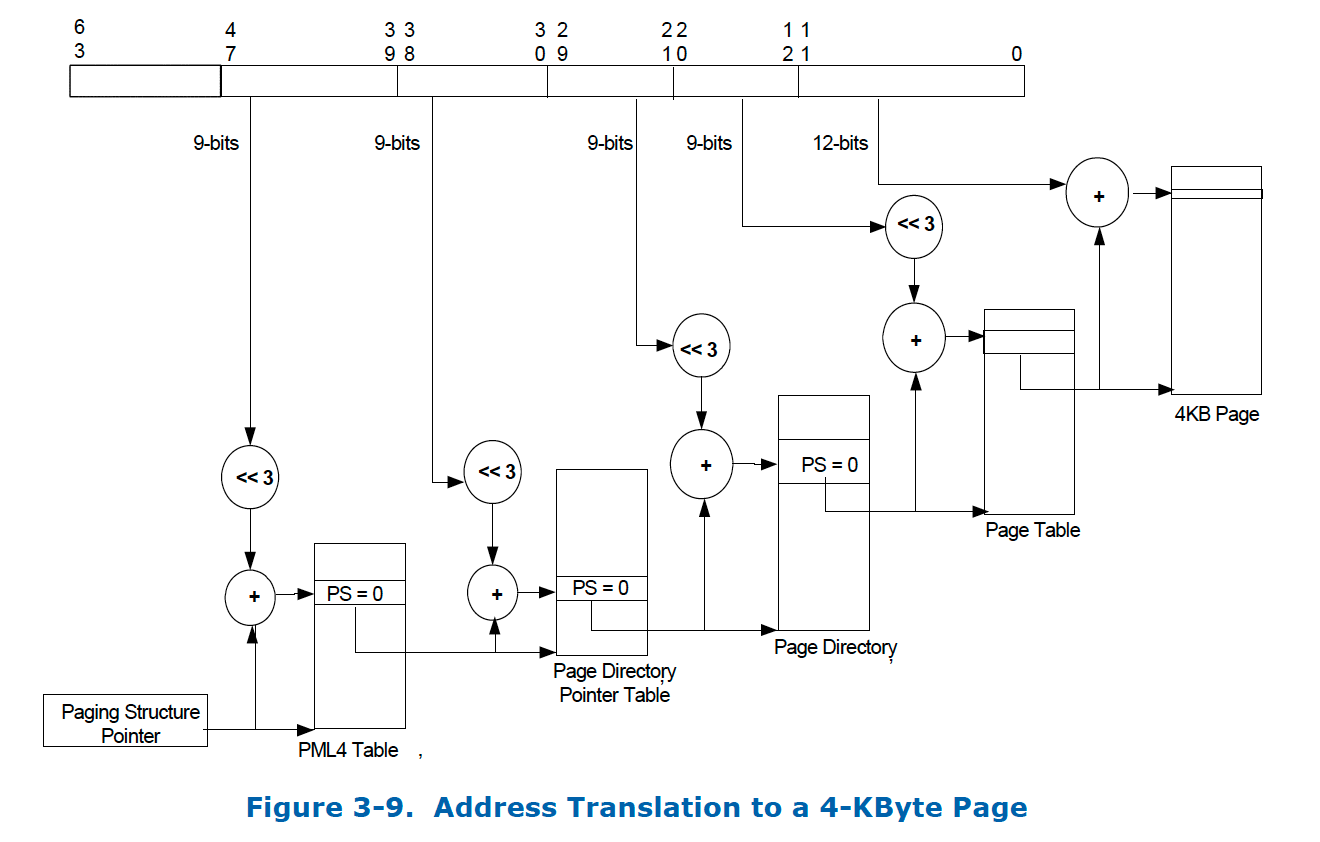 6 4 3 3 3 2 2 2 1 1
3 7 9 8 0 9 1 0 2 1 0
9-bits 9-bits 9-bits 9-bits 12-bits
+
<< 3
<< 3
+
4KB Page
+
PS = 0
<< 3
<< 3
Page Table
+
PS = 0
+
PS = 0
Page Directory,
Page Directory,
Pointer Table
Paging Structure
Pointer
PML4 Table ,
Figure 3-9. Address Translation to a 4-KByte Page